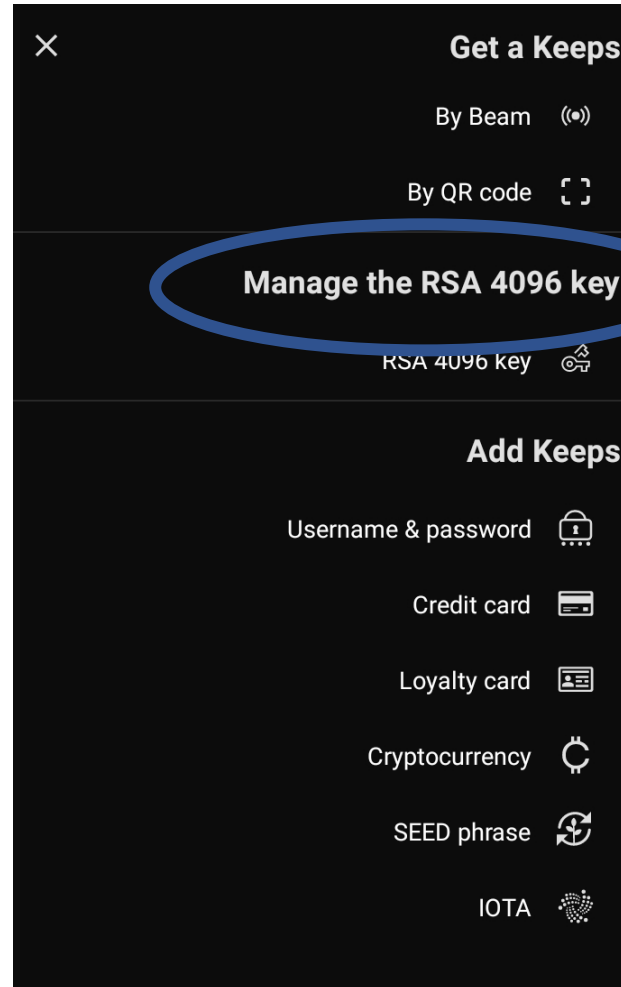 Get a Keeps
By Beam
By QR code
Manage the RSA 4096 key
RSA 4096 key
Add Keeps
Username & password
Credit card
Loyalty card
Cryptocurrency
SEED phrase
IOTA